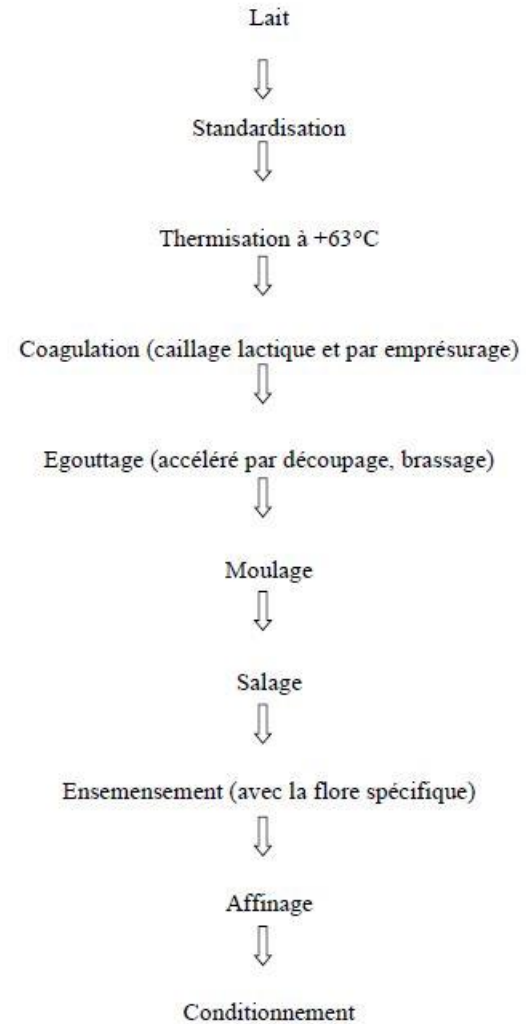 Lait
Standardisation
Thermisation à +63°C
Coagulation (caillage lactique et par emprésurage)
Egouttage (accéléré par découpage, brassage)
Moulage
Salage
Ensemensement (avec la flore spécifique)
Affinage
Conditionnement